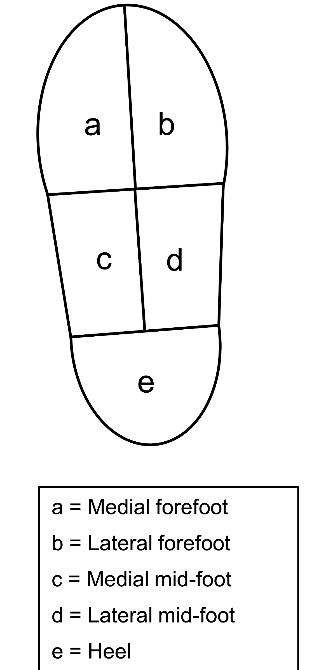 a b
c d
e
a = Medial forefoot
b = Lateral forefoot
c = Medial mid-foot
d = Lateral mid-foot
e = Heel